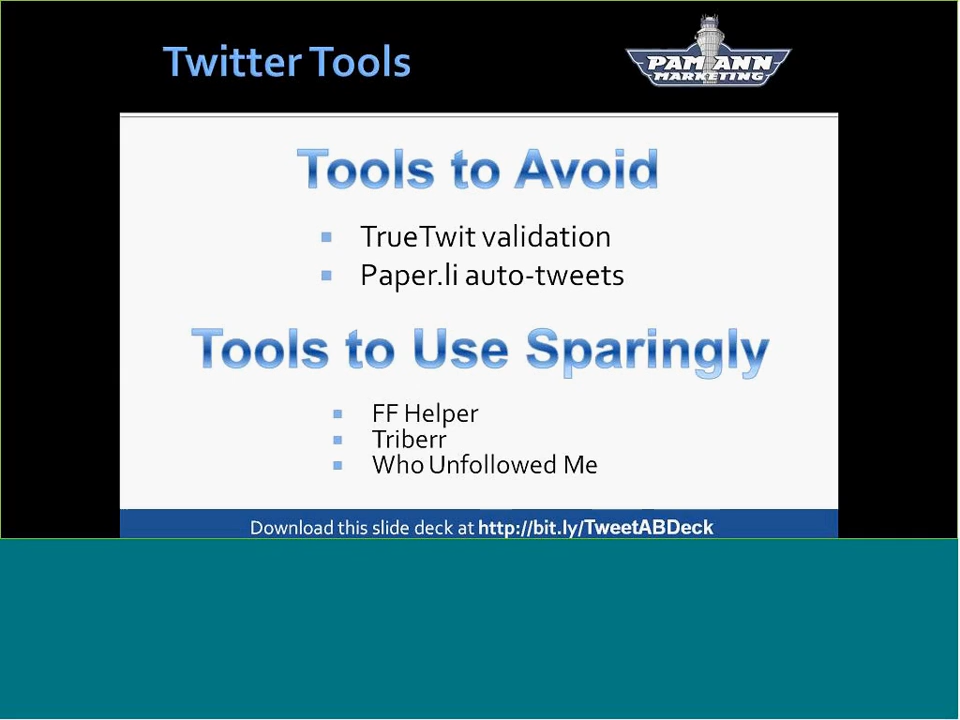 Twitter Tools
PAM ANN
MARKETING
Tools to Avoid
TrueTwit validation
Paper.li auto-tweets
Tools to Use Sparingly
FF Helper
Triberr
Who Unfollowed Me
Download this slide deck at http://bit.ly/TweetABDeck